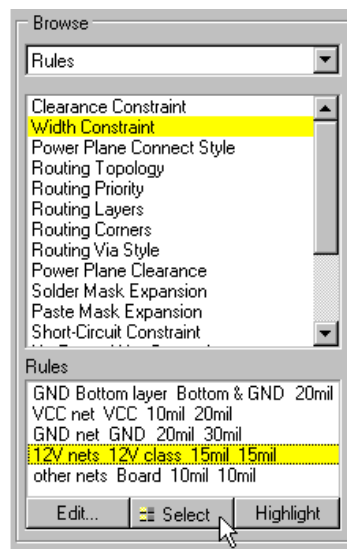 Browse
Rules
Clearance Constraint
Width Constraint
Power Plane Connect Style
Routing Topology
Routing Priority
Routing Layers
Routing Corners
Routing Via Style
Power Plane Clearance
Solder Mask Expansion
Paste Mask Expansion
Short-Circuit Constraint
Rules
GND Bottom layer Bottom & GND 20mil
VCC net VCC 10mil 20mil
GND net GND 20mil 30mil
12V nets 12V class 15mil 15mil
other nets Board 10mil 10mil
Edit... Select Highlight